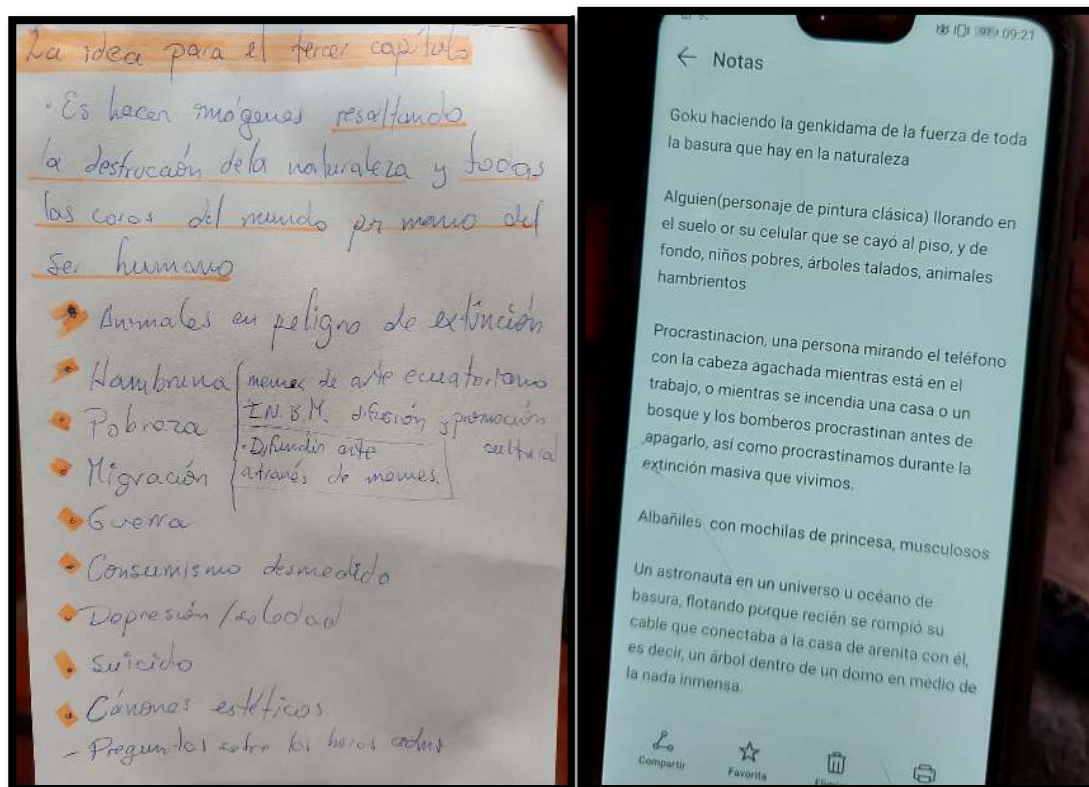 La idea para el tercer capítulo
· Es hacer imágenes resaltando
la destrucción de la naturaleza y todas
las cosas del mundo por mano del
ser humano
Animales en peligro de extinción
Hambruna
Pobreza
Migración
memes de arte ecuatoriano
difusión y promoción
cultural
· Difundir arte
a través de memes.
Guerra
Consumismo desmedido
Depresión / soledad
Suicidio
Cánones estéticos
- Preguntas sobre los
09:21
← Notas
Goku haciendo la genkidama de la fuerza de toda
la basura que hay en la naturaleza
Alguien(personaje de pintura clásica) llorando en
el suelo or su celular que se cayó al piso, y de
fondo, niños pobres, árboles talados, animales
hambrientos
Procrastinacion, una persona mirando el teléfono
con la cabeza agachada mientras está en el
trabajo, o mientras se incendia una casa o un
bosque y los bomberos procrastinan antes de
apagarlo, así como procrastinamos durante la
extinción masiva que vivimos.
Albañiles con mochilas de princesa, musculosos
Un astronauta en un universo u océano de
basura, flotando porque recién se rompió su
cable que conectaba a la casa de arenita con él,
es decir, un árbol dentro de un domo en medio de
la nada inmensa.
Compartir
Favorita